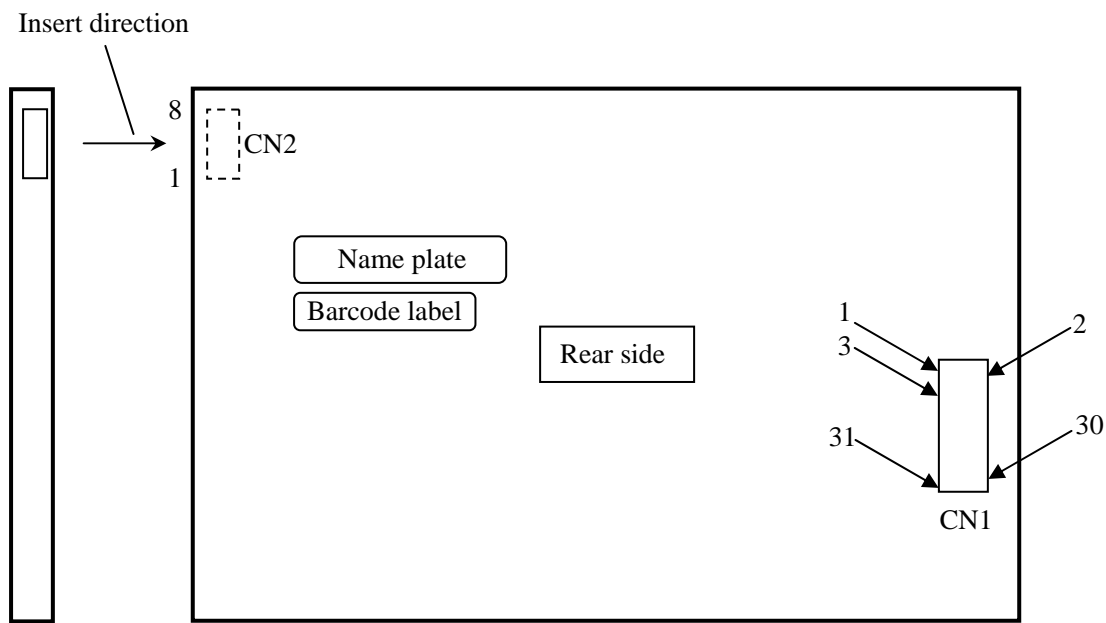 Insert direction
8
CN2
1
Name plate
Barcode label
Rear side
1
2
3
31
30
CN1